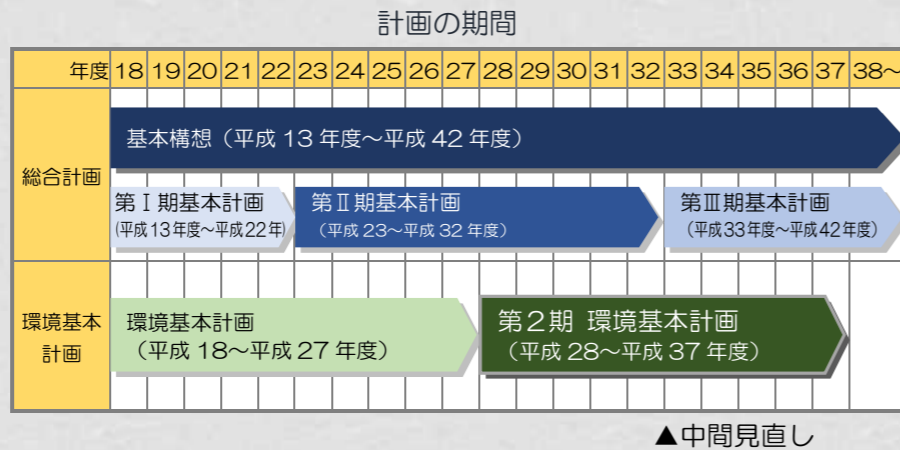 計画の期間
年度 18 19 20 21 22 23 24 25 26 27 28 29 30 31 32 33 34 35 36 37 38~
総合計画
基本構想（平成 13 年度～平成 42 年度）
第Ⅰ期基本計画
(平成13年度～平成22年)
第Ⅱ期基本計画
（平成 23～平成 32 年度）
第Ⅲ期基本計画
（平成33年度～平成42年度）
環境基本
計画
環境基本計画
（平成 18～平成 27 年度）
第２期 環境基本計画
（平成 28～平成 37 年度）
▲中間見直し